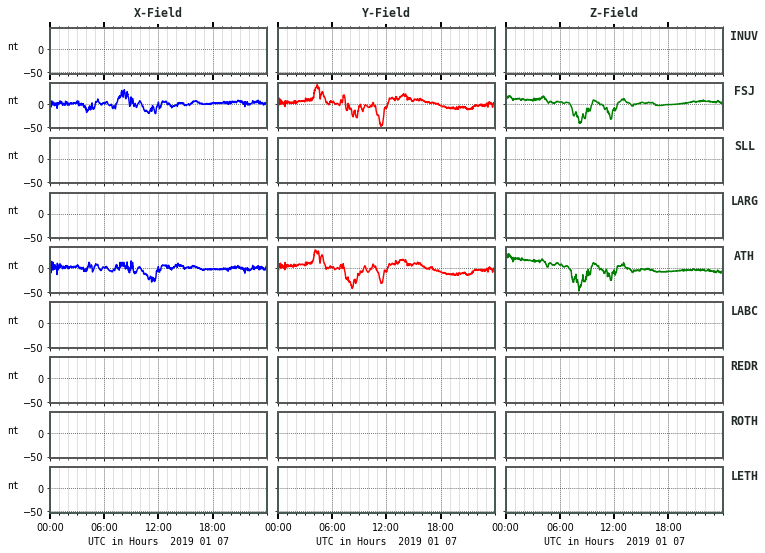 X-Field Y-Field Z-Field
nt 0 −50 INUV
nt 0 −50 FSJ
nt 0 −50 SLL
nt 0 −50 LARG
nt 0 −50 ATH
nt 0 −50 LABC
nt 0 −50 REDR
nt 0 −50 ROTH
nt 0 −50 LETH
00:00 06:00 12:00 18:00 00:00 06:00 12:00 18:00 00:00 06:00 12:00 18:00
UTC in Hours 2019 01 07 UTC in Hours 2019 01 07 UTC in Hours 2019 01 07